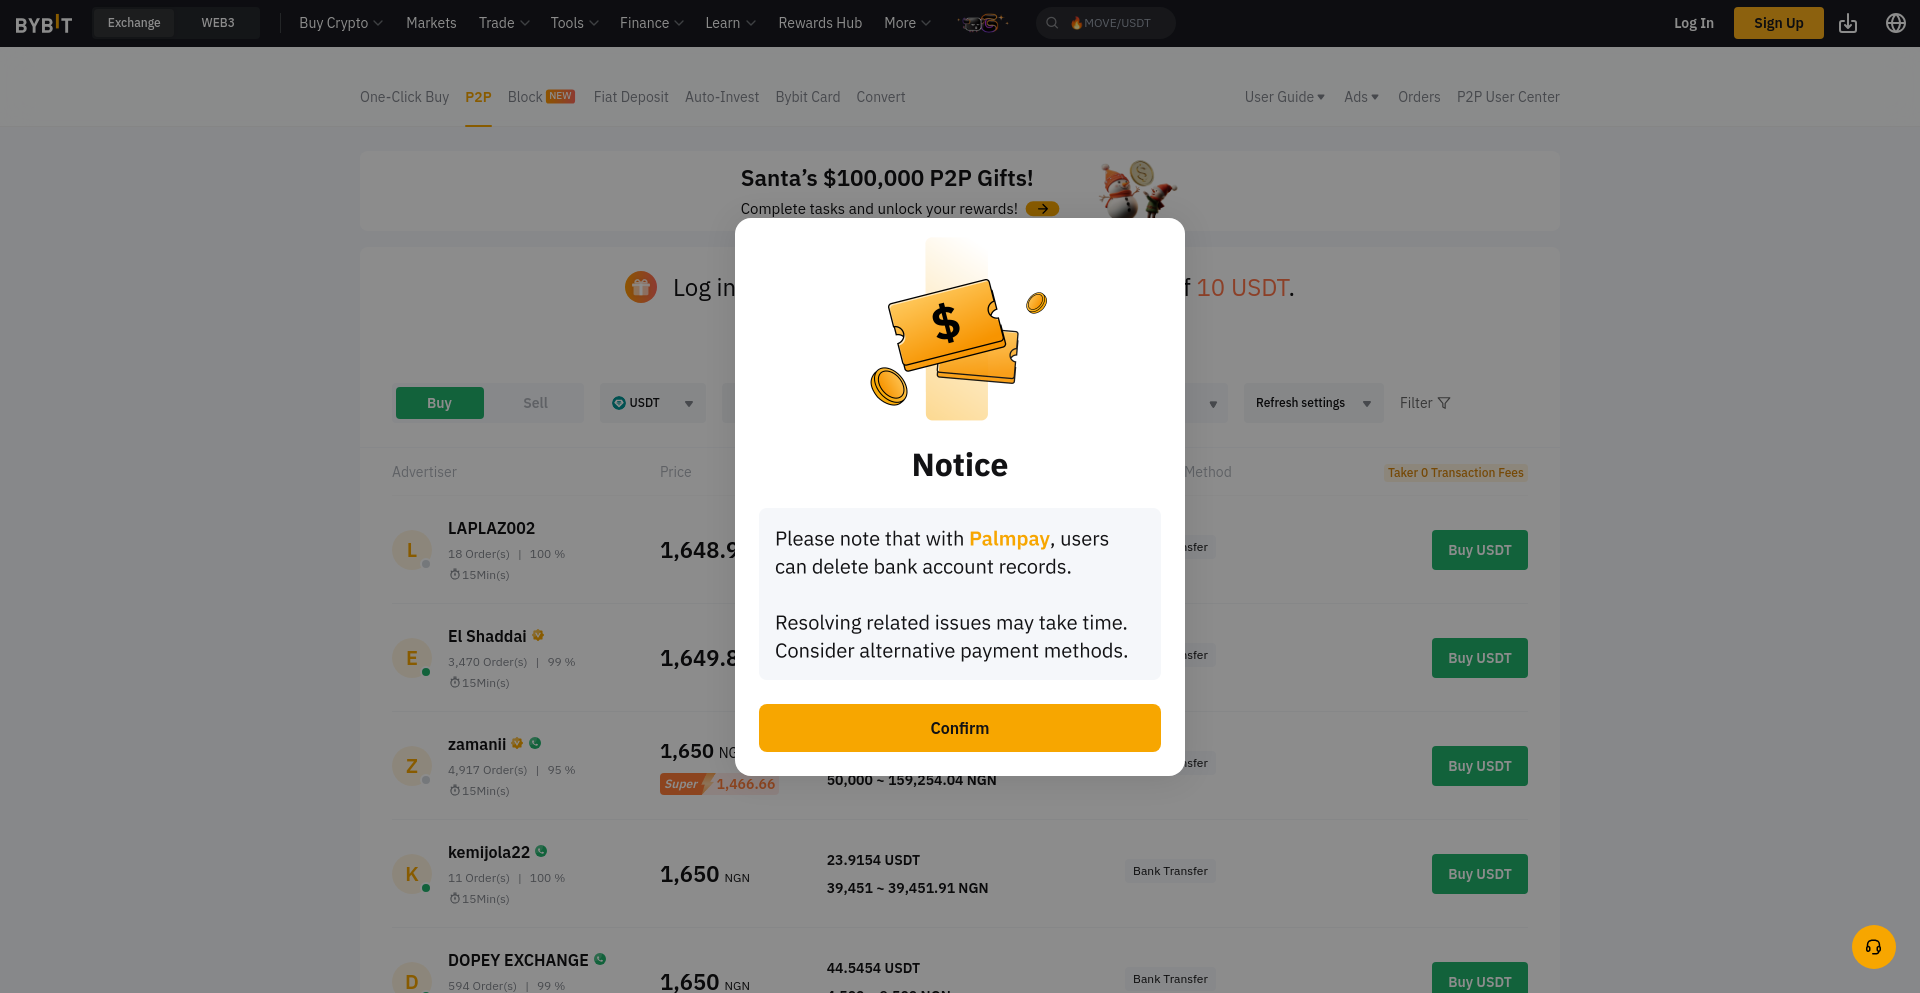 BYBIT
Exchange
WEB3
Buy Crypto
Markets
Trade
Tools
Finance
Learn
Rewards Hub
More
MOVE/USDT
Log In
Sign Up
One-Click Buy
P2P
Block NEW
Fiat Deposit
Auto-Invest
Bybit Card
Convert
User Guide
Ads
Orders
P2P User Center
Santa’s $100,000 P2P Gifts!
Complete tasks and unlock your rewards!
Log in
10 USDT.
Buy
Sell
USDT
Refresh settings
Filter
Advertiser
Price
Method
Taker 0 Transaction Fees
$
Notice
Please note that with Palmpay, users
can delete bank account records.
Resolving related issues may take time.
Consider alternative payment methods.
Confirm
L
LAPLAZ002
18 Order(s) | 100 %
15Min(s)
1,648.9
Buy USDT
E
El Shaddai
3,470 Order(s) | 99 %
15Min(s)
1,649.8
Buy USDT
Z
zamanii
4,917 Order(s) | 95 %
15Min(s)
1,650
Super 1,466.66
50,000 ~ 159,254.04 NGN
Buy USDT
K
kemijola22
11 Order(s) | 100 %
15Min(s)
1,650 NGN
23.9154 USDT
39,451 ~ 39,451.91 NGN
Bank Transfer
Buy USDT
D
DOPEY EXCHANGE
594 Order(s) | 99 %
1,650 NGN
44.5454 USDT
Bank Transfer
Buy USDT